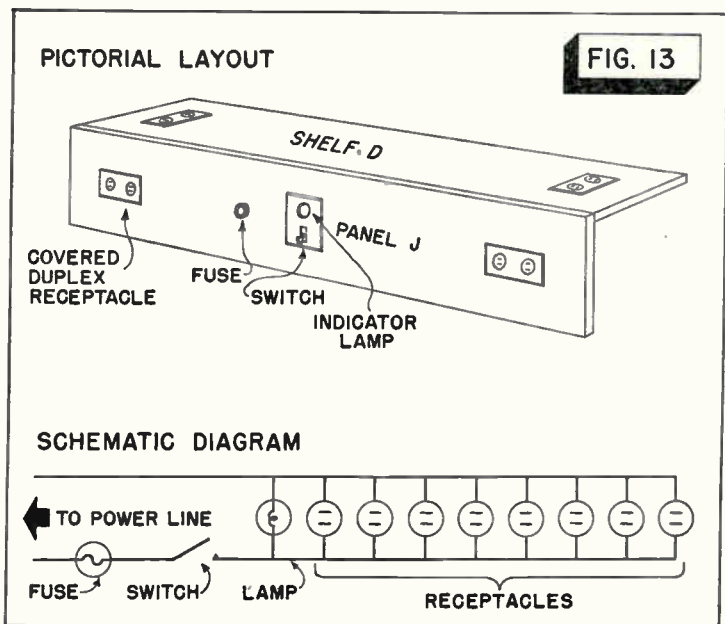 PICTORIAL LAYOUT
FIG. 13
SHELF D
PANEL J
COVERED
DUPLEX
RECEPTACLE
FUSE
SWITCH
INDICATOR
LAMP
SCHEMATIC DIAGRAM
TO POWER LINE
FUSE
SWITCH
LAMP
RECEPTACLES